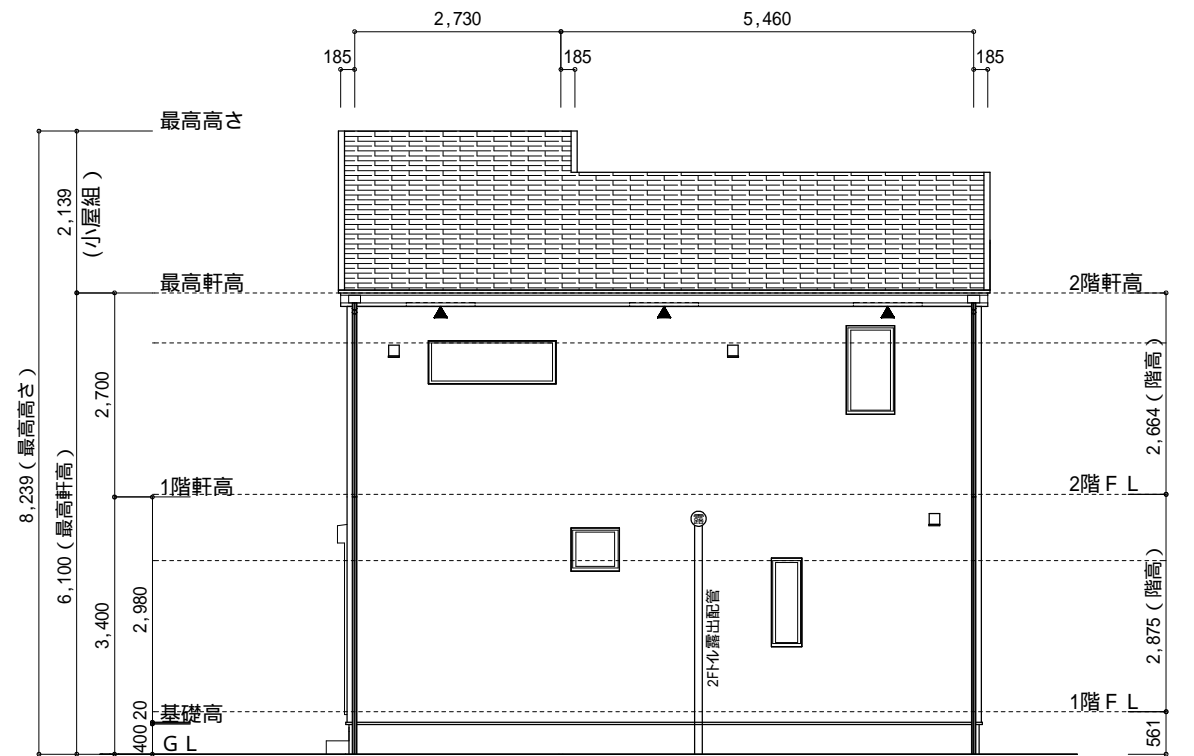 2,730
5,460
185
185
185
最高高さ
2,139
(小屋組)
最高軒高
2階軒高
2,700
2,664(階高)
8,239(最高高さ)
6,100(最高軒高)
1階軒高
2階ＦＬ
露
3,400
2,980
2Fﾄｲﾚ露出配管
2,875(階高)
1階ＦＬ
基礎高
20
400
ＧＬ
561